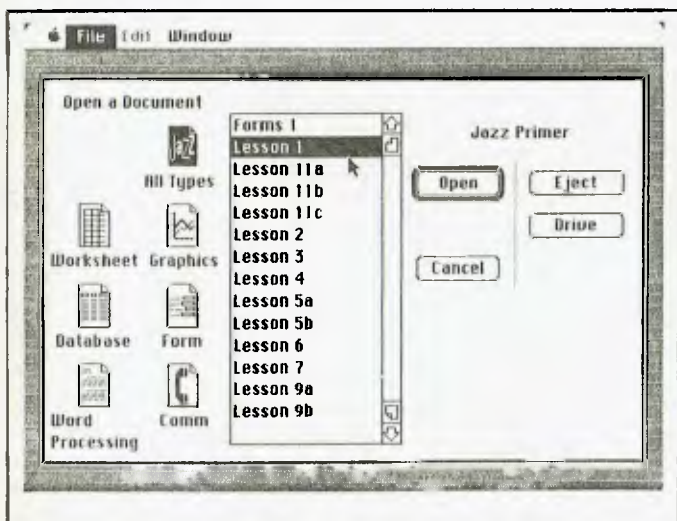 File Edit Window
Open a Document
All Types
Worksheet Graphics
Database Form
Word Processing
Comm
Forms 1
Lesson 1
Lesson 11a
Lesson 11b
Lesson 11c
Lesson 2
Lesson 3
Lesson 4
Lesson 5a
Lesson 5b
Lesson 6
Lesson 7
Lesson 9a
Lesson 9b
Jazz Primer
Open
Eject
Drive
Cancel